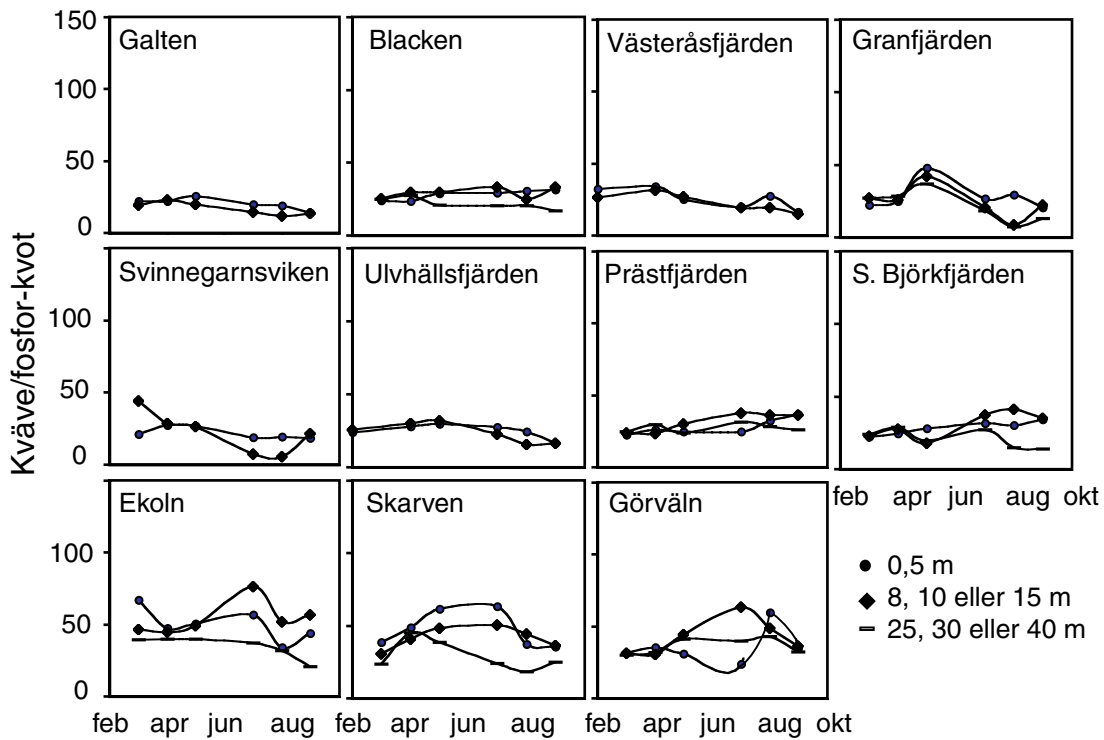 Kväve/fosfor-kvot
150
100
50
0
Galten
Blacken
Västeråsfjärden
Granfjärden
100
50
0
Svinnegarnsviken
Ulvhällsfjärden
Prästfjärden
S. Björkfjärden
feb apr jun aug okt
100
50
0
Ekoln
Skarven
Görväln
0,5 m
8, 10 eller 15 m
25, 30 eller 40 m
feb apr jun aug feb apr jun aug feb apr jun aug okt